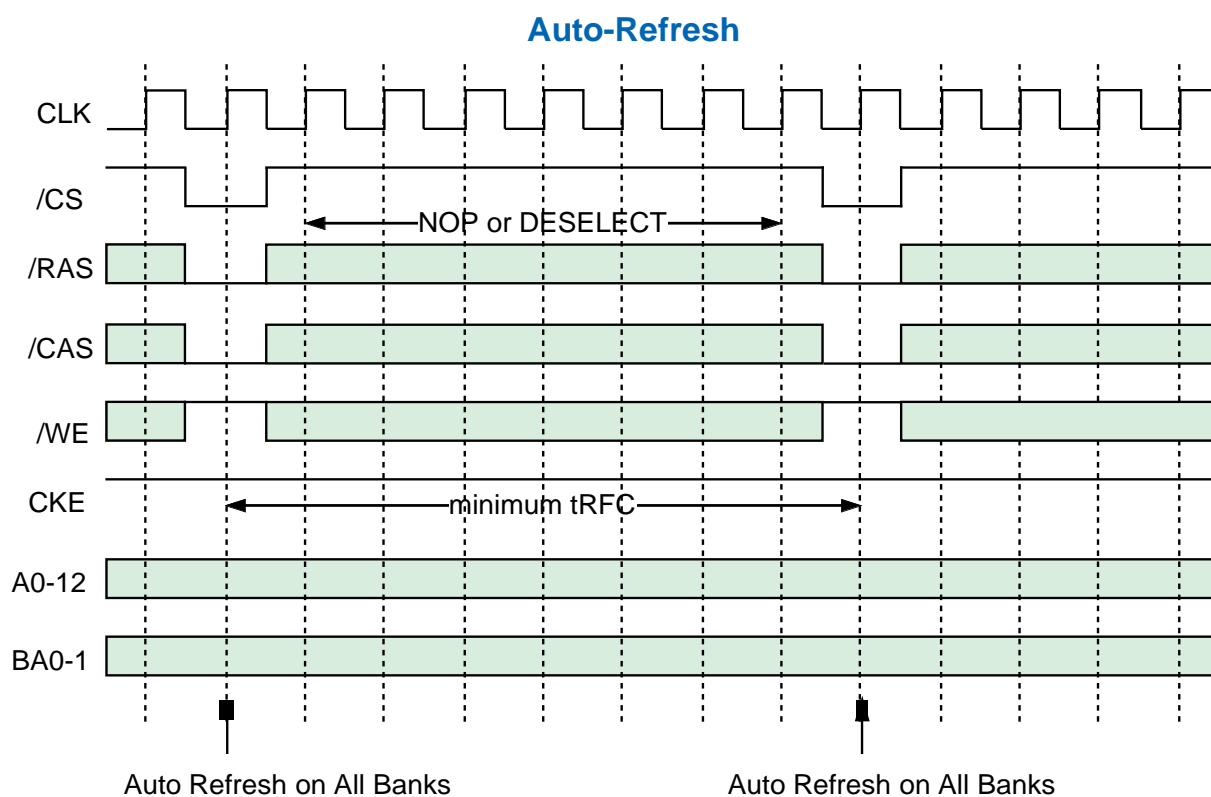 Auto-Refresh
CLK
/CS
NOP or DESELECT
/RAS
/CAS
/WE
CKE
minimum tRFC
A0-12
BA0-1
Auto Refresh on All Banks
Auto Refresh on All Banks